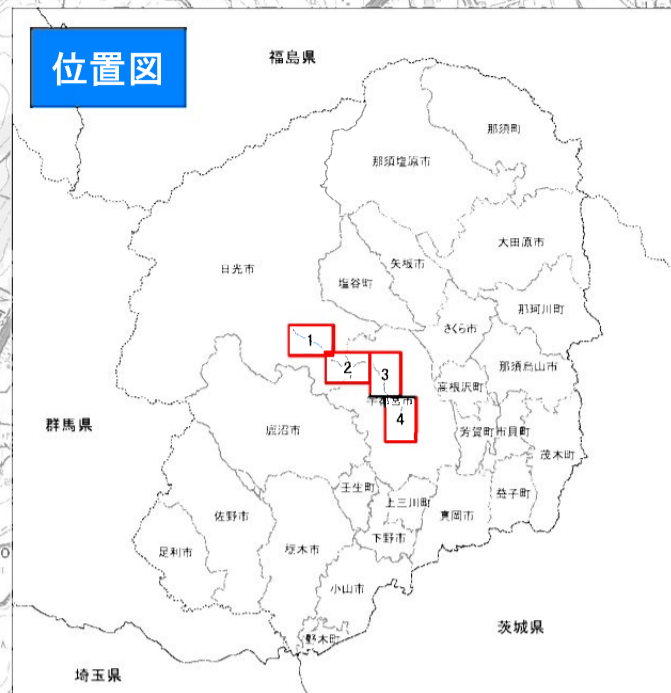 位置図
福島県
那須町
那須塩原市
大田原市
日光市
矢板市
塩谷町
那珂川町
さくら市
1
2
3
那須烏山市
高根沢町
宇都宮市
4
群馬県
鹿沼市
芳賀町
市貝町
茂木町
壬生町
上三川町
益子町
真岡市
佐野市
下野市
足利市
栃木市
小山市
野木町
茨城県
埼玉県